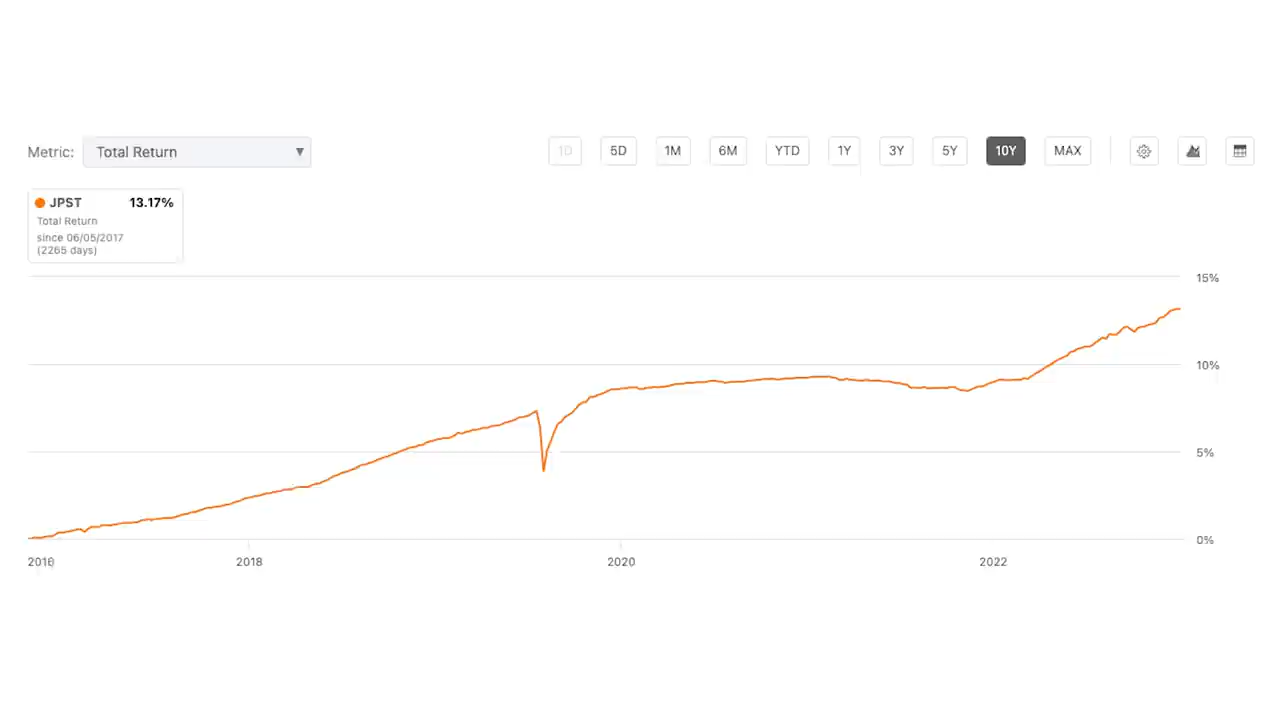 Metric: Total Return ▼ 1D 5D 1M 6M YTD 1Y 3Y 5Y 10Y MAX
JPST 13.17%
Total Return
since 06/05/2017
(2265 days)
15%
10%
5%
0%
2016 2018 2020 2022